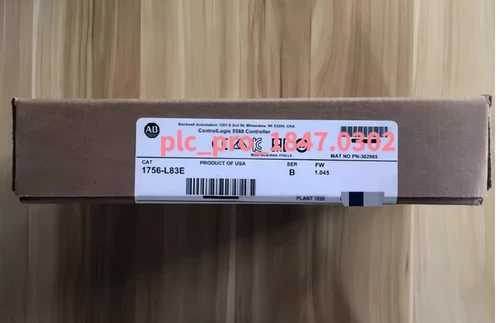 Rockwell Automation 1201 S 2nd St, Milwaukee, WI 53204, USA
AB
ControlLogix 5580 Controller
plc_pro_1847.0302
MAT NO PN-302985
CAT
PRODUCT OF USA
SER
FW
1756-L83E
B
1.045
PLANT 1020